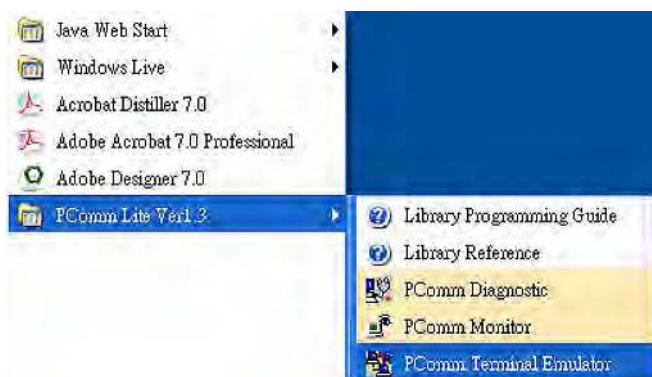 Java Web Start
Windows Live
Acrobat Distiller 7.0
Adobe Acrobat 7.0 Professional
Adobe Designer 7.0
PComm Lite Ver1.3
Library Programming Guide
Library Reference
PComm Diagnostic
PComm Monitor
PComm Terminal Emulator